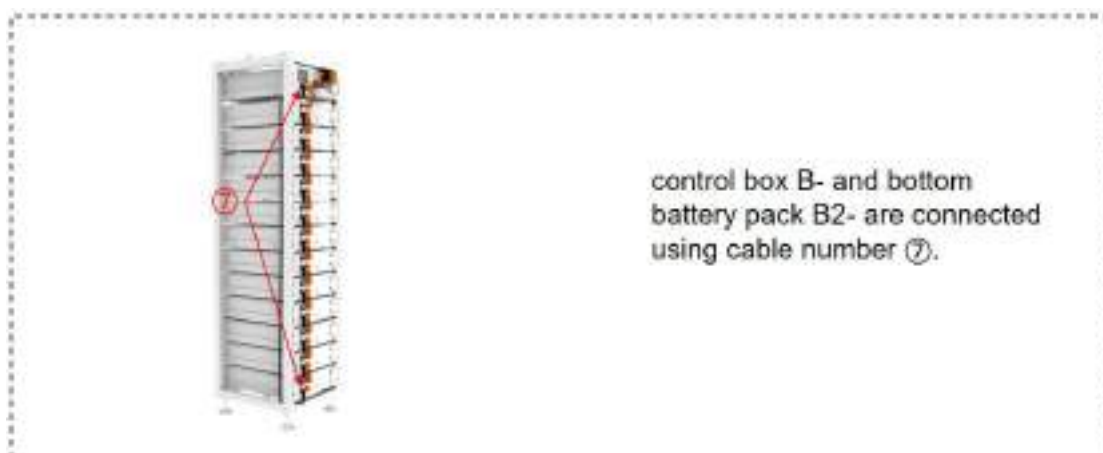 ⑦
control box B- and bottom
battery pack B2- are connected
using cable number ⑦.